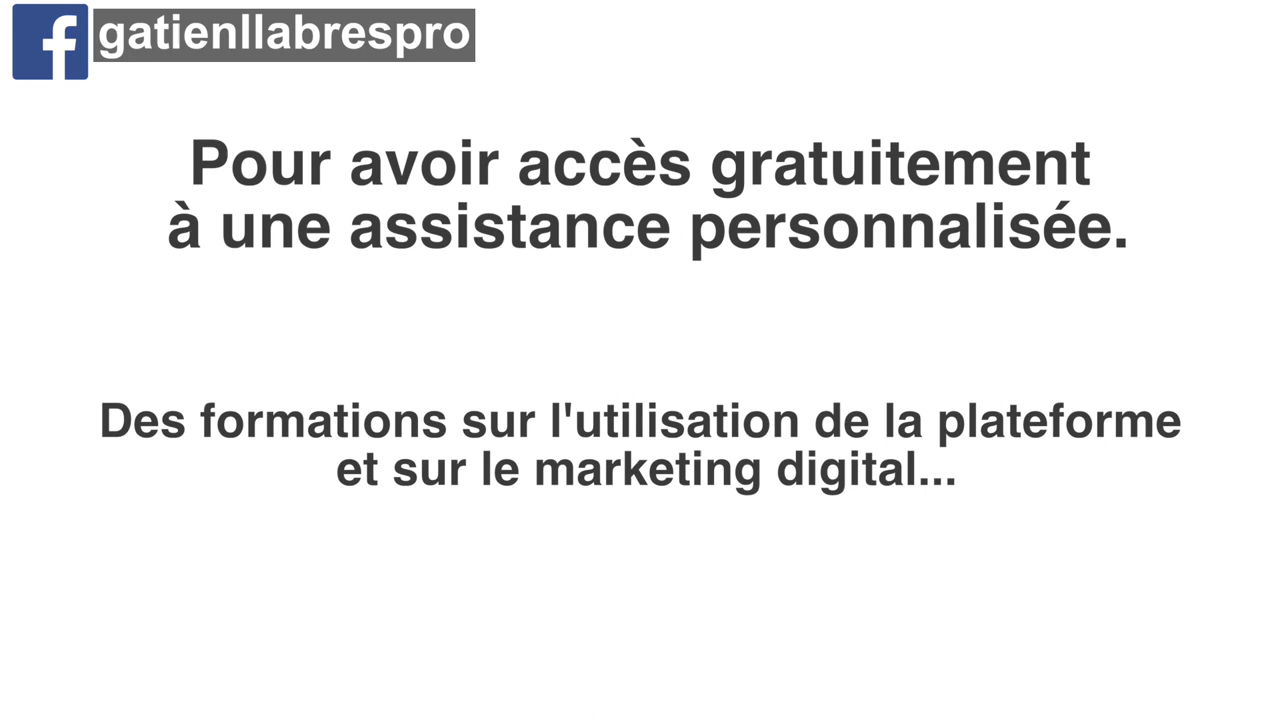 gatienllabrespro
Pour avoir accès gratuitement
à une assistance personnalisée.
Des formations sur l'utilisation de la plateforme
et sur le marketing digital...